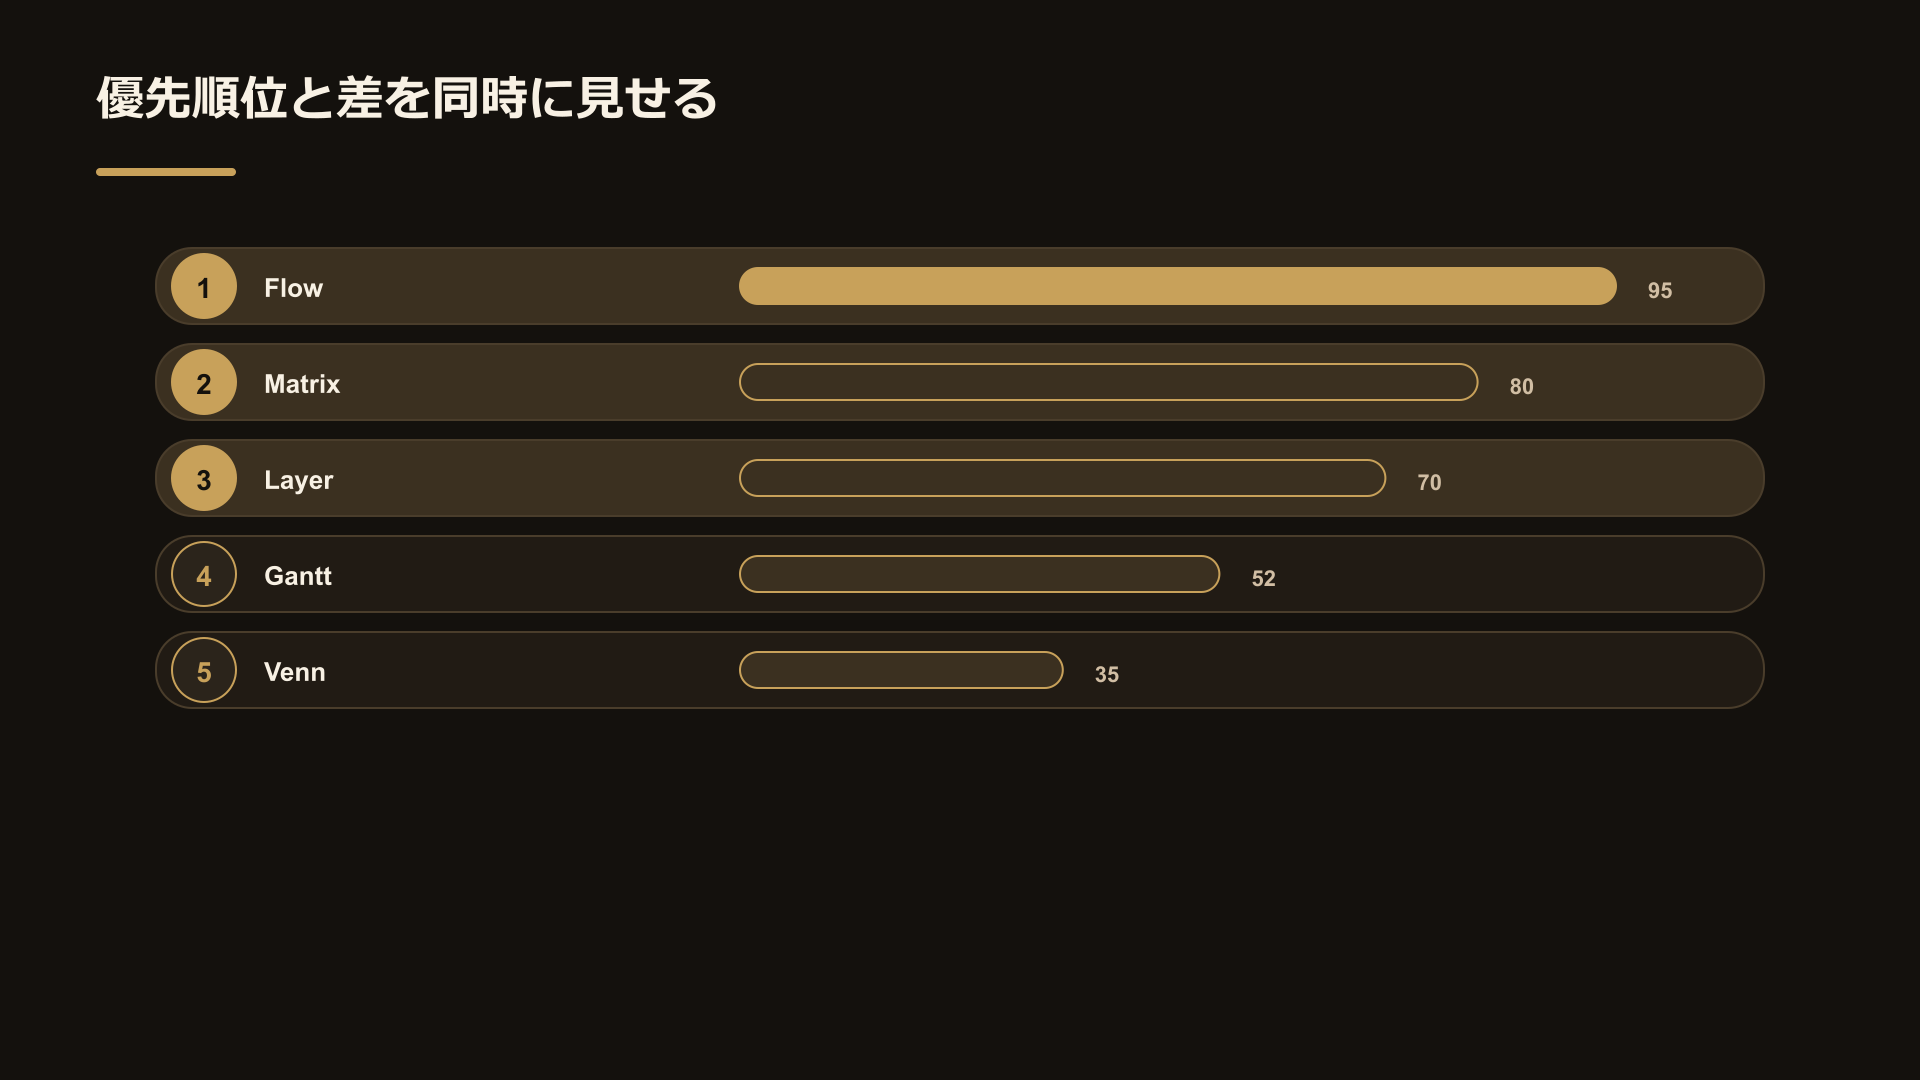 優先順位と差を同時に見せる
1 Flow 95
2 Matrix 80
3 Layer 70
4 Gantt 52
5 Venn 35